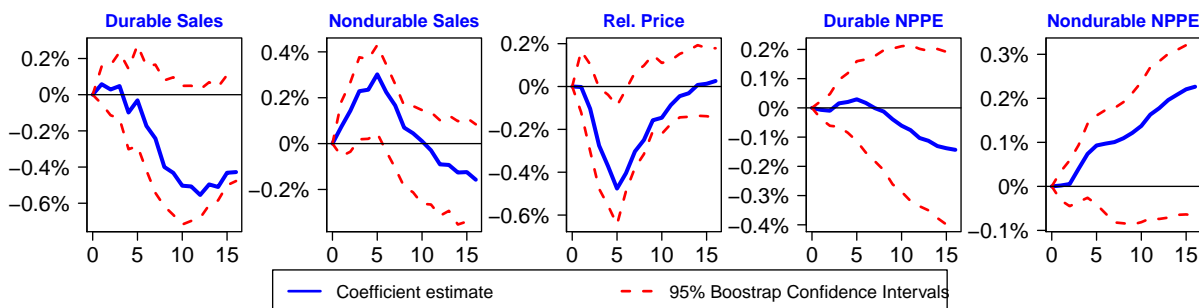 Durable Sales
Nondurable Sales
Rel. Price
Durable NPPE
Nondurable NPPE
0.2%
0%
−0.4%
−0.6%
0 5 10 15
0.4%
0.2%
0%
−0.2%
0 5 10 15
0.2%
0%
−0.2%
−0.4%
−0.6%
0 5 10 15
0.2%
0.1%
0%
−0.1%
−0.2%
−0.3%
−0.4%
0 5 10 15
0.3%
0.2%
0.1%
0%
−0.1%
0 5 10 15
Coefficient estimate
95% Boostrap Confidence Intervals